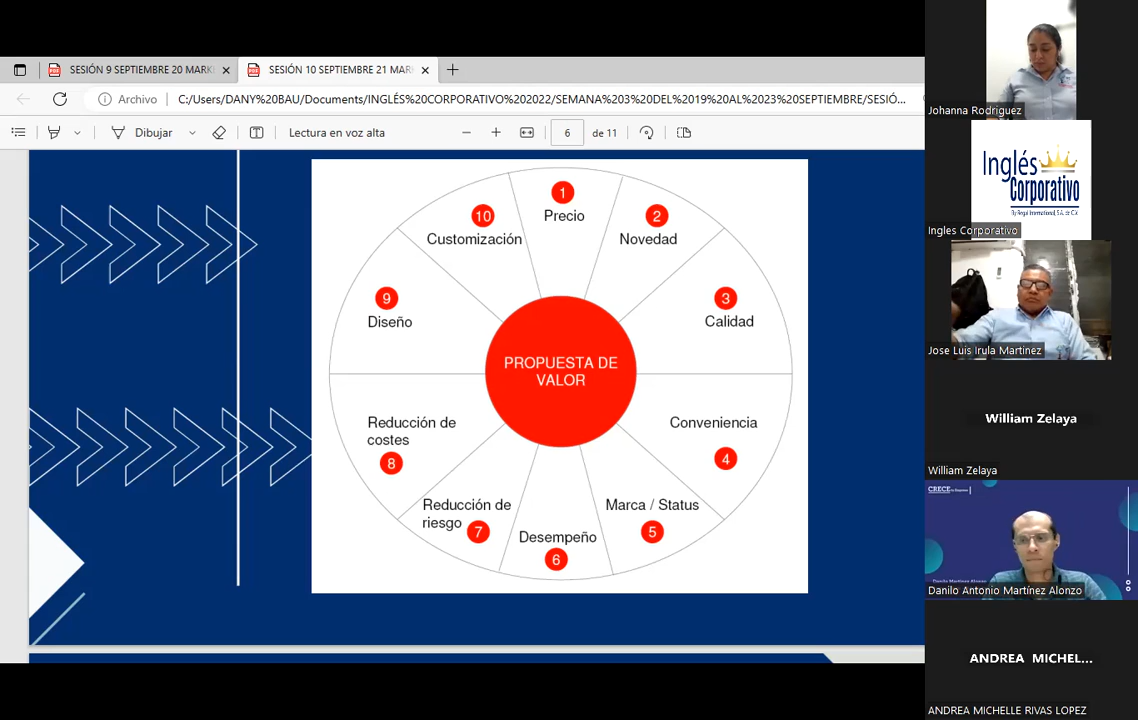 SESIÓN 9 SEPTIEMBRE 20 MARK
SESIÓN 10 SEPTIEMBRE 21 MAR
Archivo
C:/Users/DANY%20BAU/Documents/INGLÉS%20CORPORATIVO%202022/SEMANA%203%20DEL%2019%20AL%2023%20SEPTIEMBRE/SESIÓ...
Dibujar
Lectura en voz alta
6
de 11
1
Precio
2
Novedad
3
Calidad
Conveniencia
4
Marca / Status
5
Desempeño
6
Reducción de
riesgo
7
Reducción de
costes
8
9
Diseño
10
Customización
PROPUESTA DE
VALOR
Johanna Rodriguez
Inglés
Corporativo
By Regal International, S.A. de C.V.
Ingles Corporativo
Jose Luis Irula Martinez
William Zelaya
William Zelaya
CRECE
Danilo Antonio Martínez Alonzo
ANDREA MICHEL...
ANDREA MICHELLE RIVAS LOPEZ